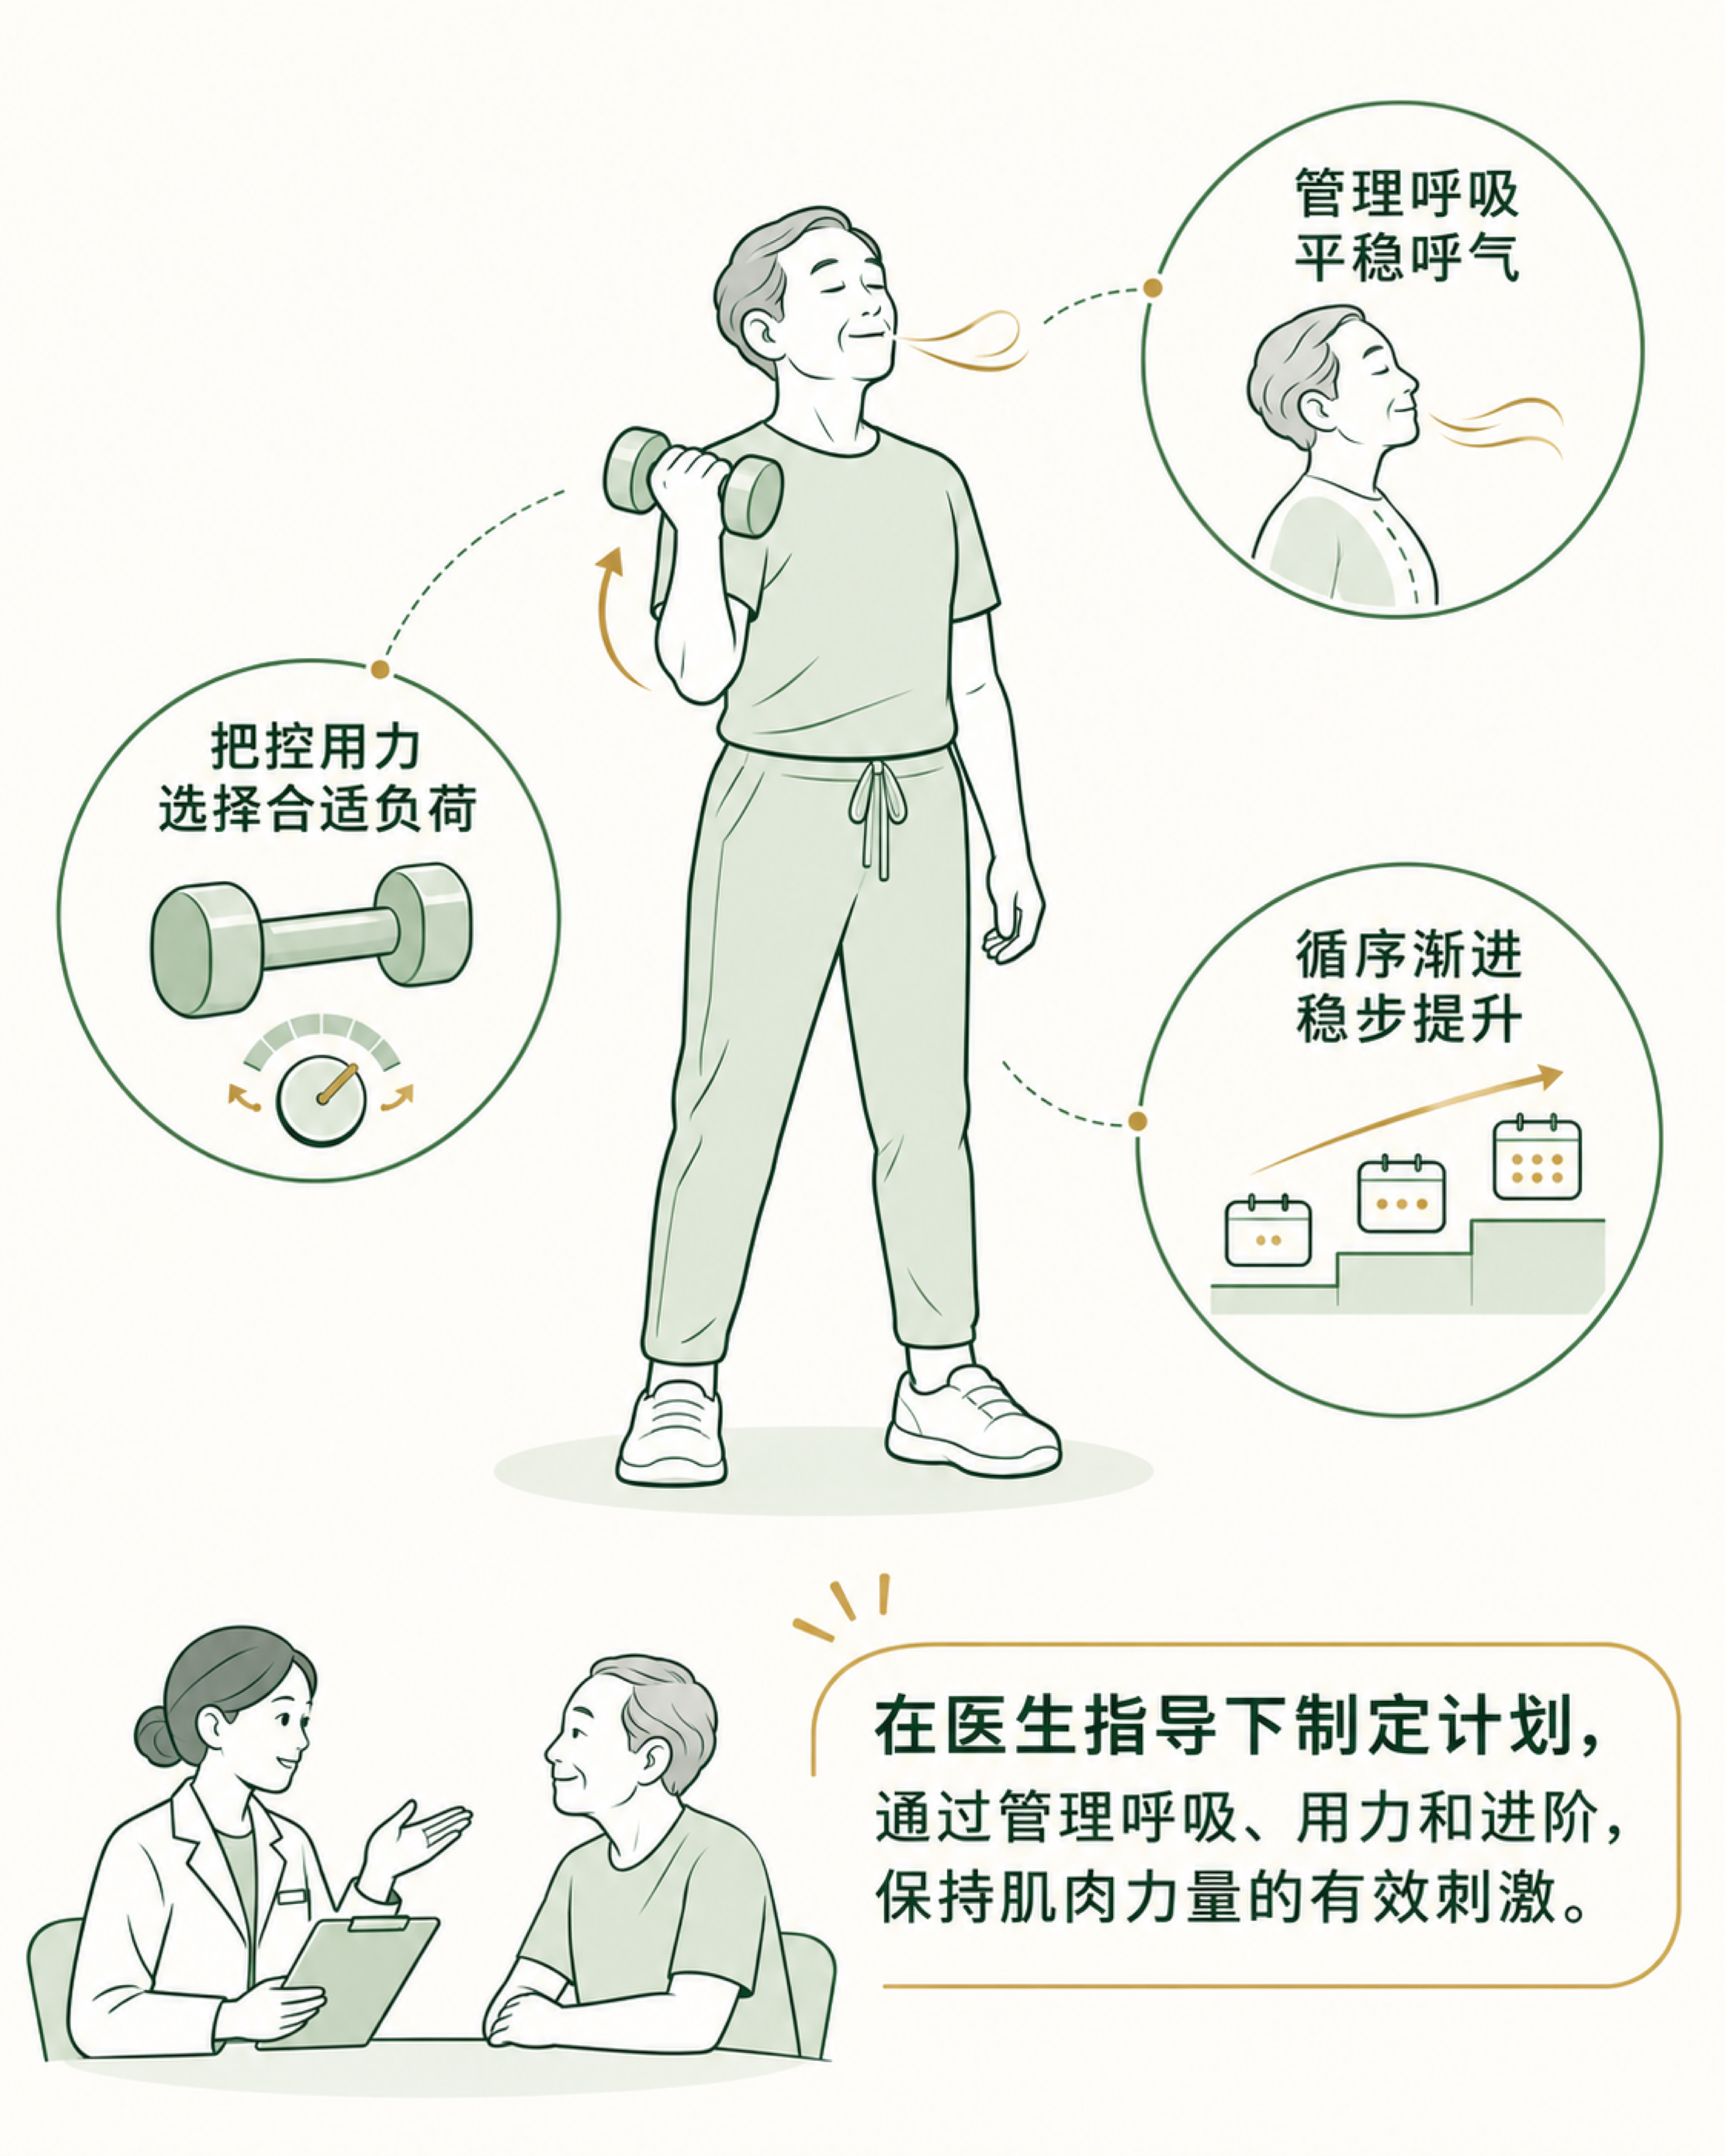 管理呼吸
平稳呼气
把控用力
选择合适负荷
循序渐进
稳步提升
在医生指导下制定计划，
通过管理呼吸、用力和进阶，
保持肌肉力量的有效刺激。